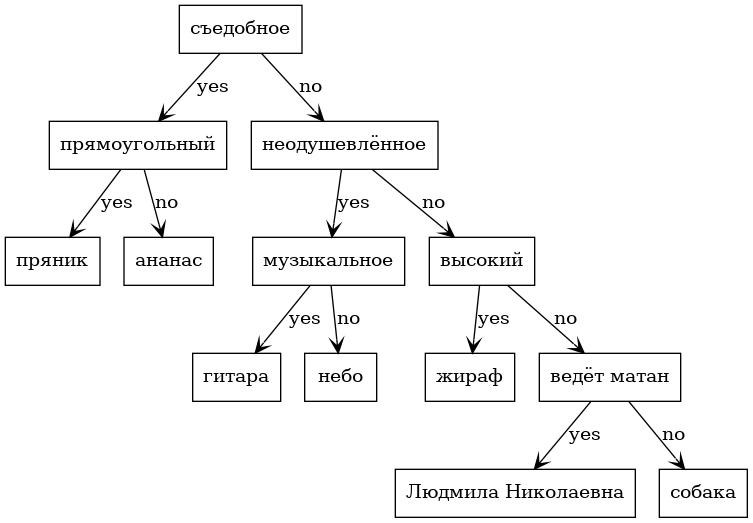 съедобное
yes
no
прямоугольный
неодушевлённое
yes
no
yes
no
пряник
ананас
музыкальное
высокий
yes
no
yes
no
гитара
небо
жираф
ведёт матан
yes
no
Людмила Николаевна
собака